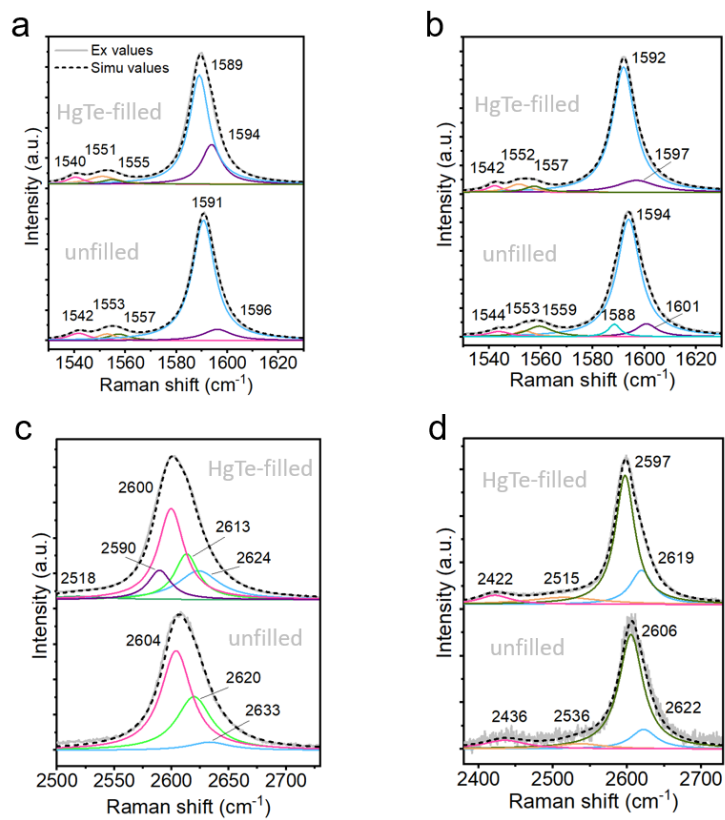 a
Ex values
Simu values
HgTe-filled
1589
1594
1540
1551
1555
unfilled
1591
1596
1542
1553
1557
Intensity (a.u.)
1540
1560
1580
1600
1620
Raman shift (cm-1)
b
HgTe-filled
1592
1597
1542
1552
1557
unfilled
1594
1601
1544
1553
1559
1588
Intensity (a.u.)
1540
1560
1580
1600
1620
Raman shift (cm-1)
c
HgTe-filled
2600
2613
2590
2624
2518
unfilled
2604
2620
2633
Intensity (a.u.)
2500
2550
2600
2650
2700
Raman shift (cm-1)
d
HgTe-filled
2597
2619
2422
2515
unfilled
2606
2622
2436
2536
Intensity (a.u.)
2400
2500
2600
2700
Raman shift (cm-1)